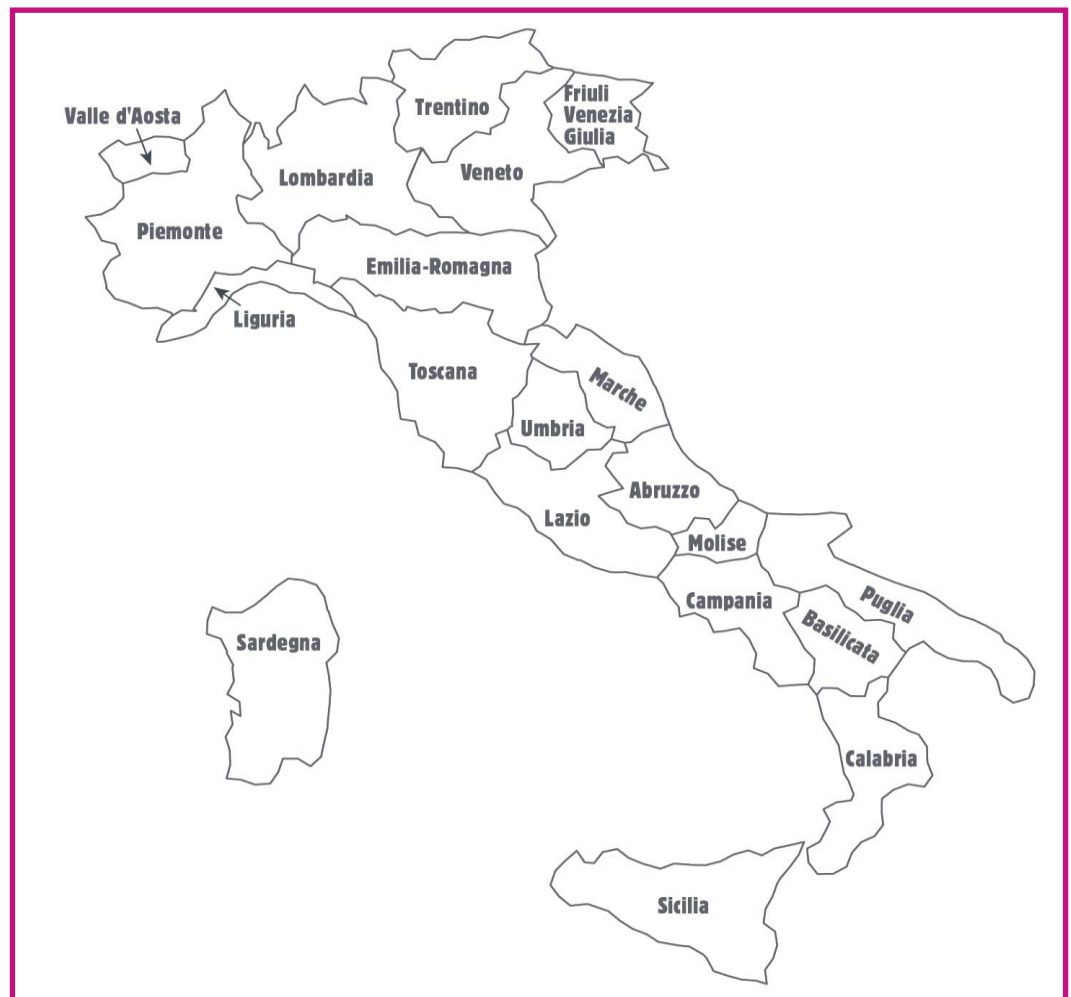 Valle d'Aosta
Trentino
Friuli
Venezia
Giulia
Lombardia
Veneto
Piemonte
Emilia-Romagna
Liguria
Toscana
Marche
Umbria
Abruzzo
Lazio
Molise
Campania
Puglia
Basilicata
Sardegna
Calabria
Sicilia